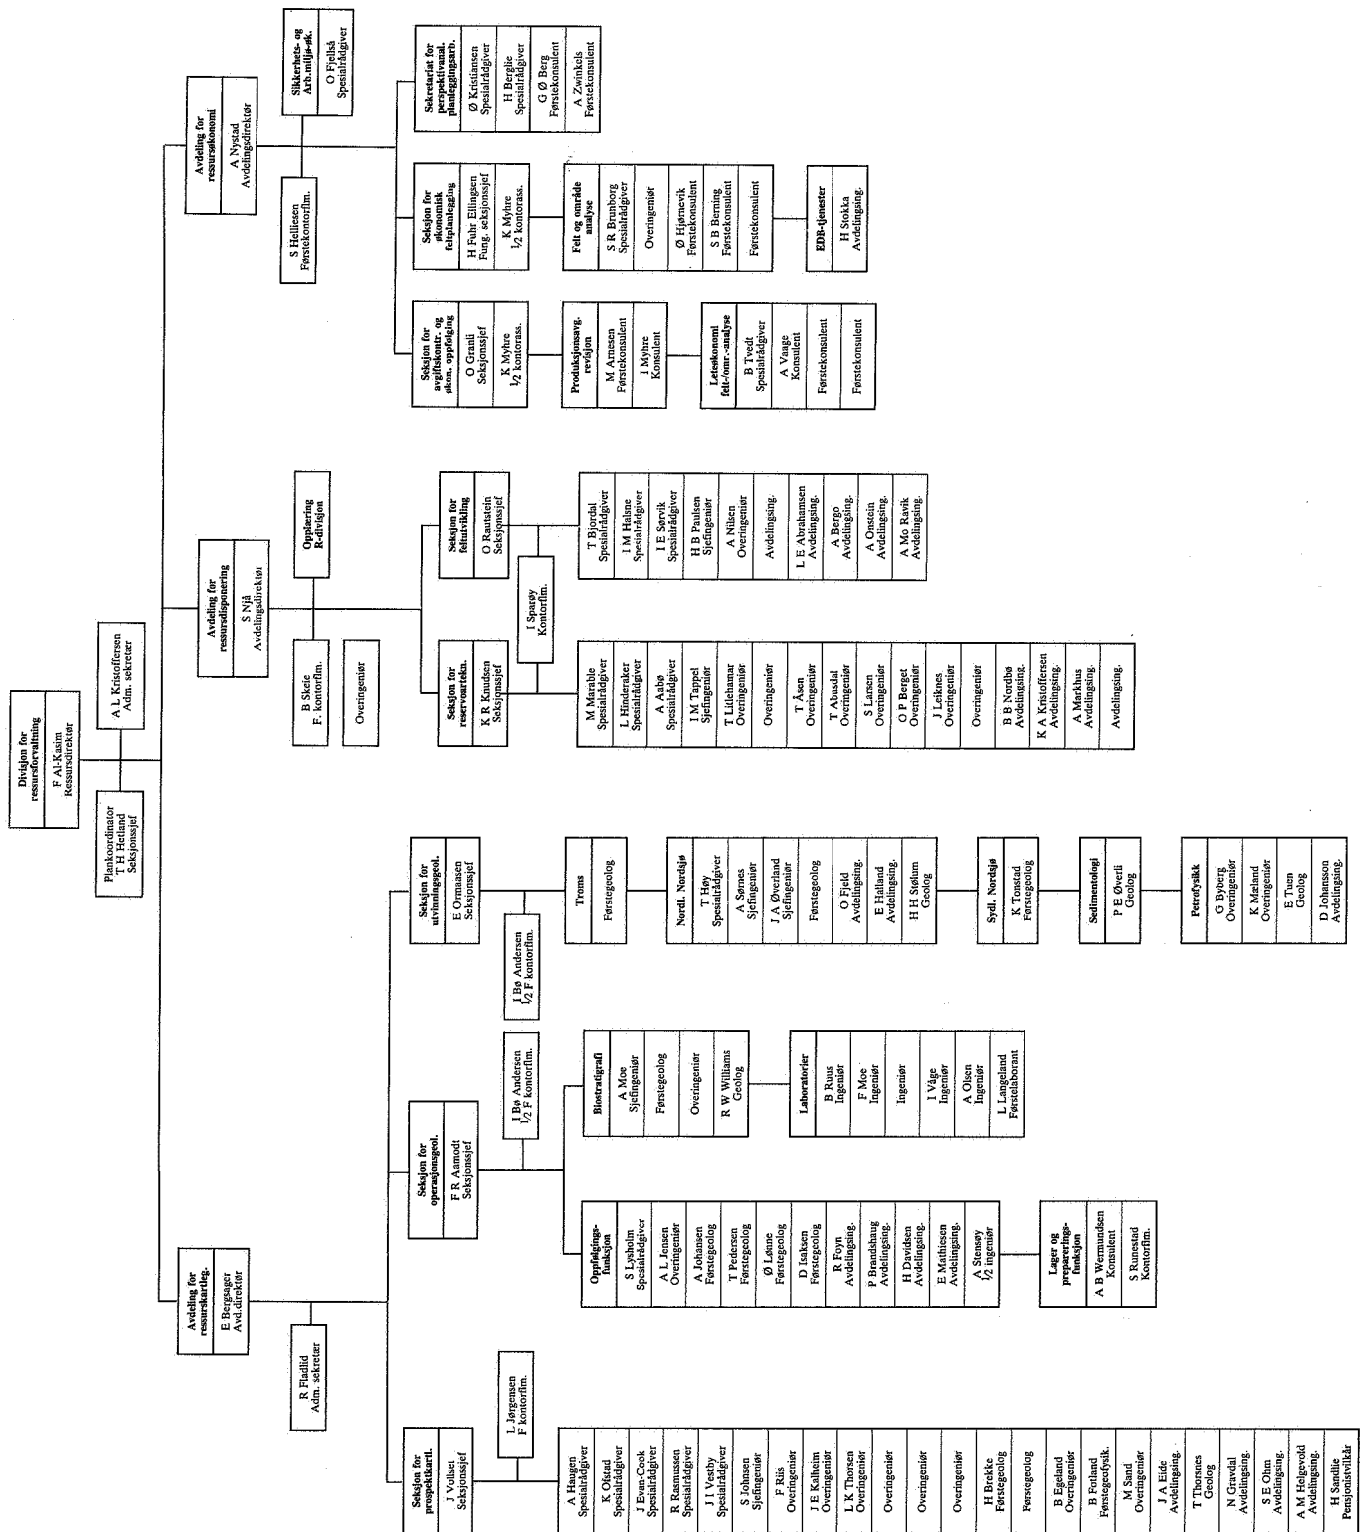 Divisjon for
ressursforvaltning
F Al-Kasim
Ressursdirektør
Plankoordinator
T H Hetland
Seksjonssjef
A L Kristoffersen
Adm. sekretær
Avdeling for
ressurskartleg.
E Bergsager
Avd.direktør
R Fladlid
Adm. sekretær
Seksjon for
prospektkartl.
J Vollset
Seksjonssjef
L Jørgensen
F kontorflm.
A Haugen
Spesialrådgiver
K Ofstad
Spesialrådgiver
J Evan-Cook
Spesialrådgiver
R Rasmussen
Spesialrådgiver
J I Vestby
Spesialrådgiver
S Johnsen
Sjefingeniør
F Riis
Overingeniør
J E Kalheim
Overingeniør
L K Thorsen
Overingeniør
Overingeniør
Overingeniør
Overingeniør
H Brekke
Førstegeolog
Førstegeolog
B Egeland
Overingeniør
B Fotland
Førstegeofysik.
M Sand
Overingeniør
J A Eide
Avdelingsing.
T Thorsnes
Geolog
N Gravdal
Avdelingsing.
S E Ohm
Avdelingsing.
A M Helgevold
Avdelingsing.
H Sandlie
Pensjonistvilkår
Seksjon for
operasjonsgeol.
F R Aamodt
Seksjonssjef
I Bø Andersen
1/2 F kontorflm.
Oppfølgings-
funksjon
S Lysholm
Spesialrådgiver
A L Jensen
Overingeniør
A Johansen
Førstegeolog
T Pedersen
Førstegeolog
Ø Lønne
Førstegeolog
D Isaksen
Førstegeolog
R Foyn
Avdelingsing.
P Brandshaug
Avdelingsing.
H Davidsen
Avdelingsing.
E Mathiesen
Avdelingsing.
A Stensøy
1/2 ingeniør
Lager og
preparerings-
funksjon
A B Wermundsen
Konsulent
S Runestad
Kontorflm.
Biostratigrafi
A Moe
Sjefingeniør
Førstegeolog
Overingeniør
R W Williams
Geolog
Laboratorier
B Ruus
Ingeniør
F Moe
Ingeniør
Ingeniør
I Våge
Ingeniør
A Olsen
Ingeniør
L Langeland
Førstelaborant
Seksjon for
utvinningsgeol.
E Ormaasen
Seksjonssjef
I Bø Andersen
1/2 F kontorflm.
Troms
Førstegeolog
Nordl. Nordsjø
T Høy
Spesialrådgiver
A Sørnes
Sjefingeniør
J A Øverland
Sjefingeniør
Førstegeolog
O Fjeld
Avdelingsing.
E Halland
Avdelingsing.
H H Stølum
Geolog
Sydl. Nordsjø
K Tonstad
Førstegeolog
Sedimentologi
P E Øverli
Geolog
Petrofysikk
G Byberg
Overingeniør
K Mæland
Overingeniør
E Tuen
Geolog
D Johansson
Avdelingsing.
Avdeling for
ressursdisponering
S Njå
Avdelingsdirektør
B Skeie
F. kontorflm.
Overingeniør
Opplæring
R-divisjon
Seksjon for
reservoartekn.
K R Knudsen
Seksjonssjef
I Sparøy
Kontorflm.
M Marable
Spesialrådgiver
L Hinderaker
Spesialrådgiver
A Aabø
Spesialrådgiver
I M Tappel
Sjefingeniør
T Litlehamar
Overingeniør
Overingeniør
T Åsen
Overingeniør
T Abusdal
Overingeniør
S Larsen
Overingeniør
O P Berget
Overingeniør
J Leiknes
Overingeniør
Overingeniør
B B Nordbø
Avdelingsing.
K A Kristoffersen
Avdelingsing.
A Markhus
Avdelingsing.
Avdelingsing.
Seksjon for
feltutvikling
O Rautstein
Seksjonssjef
T Bjordal
Spesialrådgiver
I M Halsne
Spesialrådgiver
I E Sørvik
Spesialrådgiver
H B Paulsen
Sjefingeniør
A Nilsen
Overingeniør
Avdelingsing.
L E Abrahamsen
Avdelingsing.
A Bergo
Avdelingsing.
A Onstein
Avdelingsing.
A Mo Ravik
Avdelingsing.
Avdeling for
ressursøkonomi
A Nystad
Avdelingsdirektør
S Helliesen
Førstekontorflm.
Sikkerhets- og
Arb.miljø-øk.
O Fjellså
Spesialrådgiver
Seksjon for
avgiftskontr. og
økon. oppfølging
O Granli
Seksjonssjef
K Myhre
1/2 kontorass.
Produksjonsavg.
revisjon
M Arnesen
Førstekonsulent
I Myhre
Konsulent
Leteøkonomi
felt-/omr.-analyse
B Tvedt
Spesialrådgiver
A Vaage
Konsulent
Førstekonsulent
Førstekonsulent
Seksjon for
økonomisk
feltplanlegging
H Fuhr Ellingsen
Fung. seksjonssjef
K Myhre
1/2 kontorass.
Felt og område
analyse
S R Brunborg
Spesialrådgiver
Overingeniør
Ø Hjørnevik
Førstekonsulent
S B Berning
Førstekonsulent
Førstekonsulent
EDB-tjenester
H Stokka
Avdelingsing.
Sekretariat for
perspektivanal.
planleggingsarb.
Ø Kristiansen
Spesialrådgiver
H Berglie
Spesialrådgiver
G Ø Berg
Førstekonsulent
A Zwinkels
Førstekonsulent